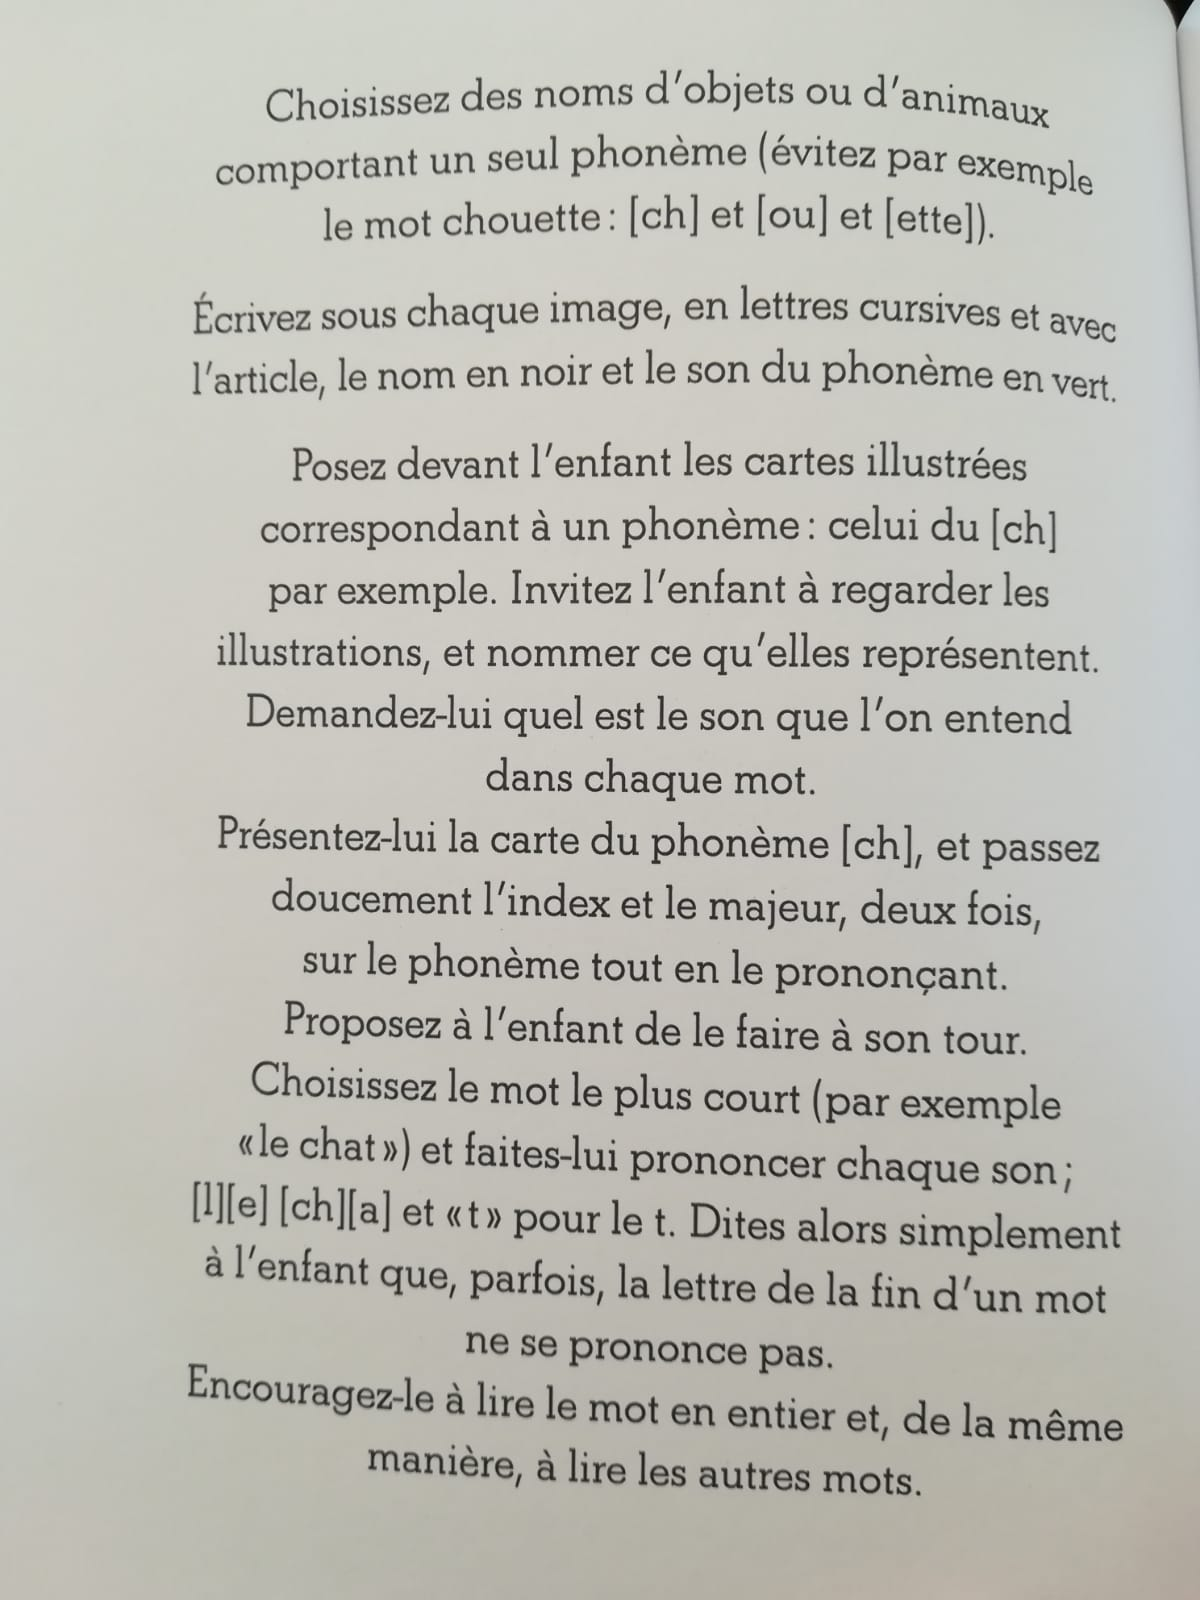 Choisissez des noms d'objets ou d'animaux
comportant un seul phonème (évitez par exemple
le mot chouette : [ch] et [ou] et [ette]).
Écrivez sous chaque image, en lettres cursives et avec
l'article, le nom en noir et le son du phonème en vert.
Posez devant l'enfant les cartes illustrées
correspondant à un phonème : celui du [ch]
par exemple. Invitez l'enfant à regarder les
illustrations, et nommer ce qu'elles représentent.
Demandez-lui quel est le son que l'on entend
dans chaque mot.
Présentez-lui la carte du phonème [ch], et passez
doucement l'index et le majeur, deux fois,
sur le phonème tout en le prononçant.
Proposez à l'enfant de le faire à son tour.
Choisissez le mot le plus court (par exemple
« le chat ») et faites-lui prononcer chaque son ;
[l][e] [ch][a] et « t » pour le t. Dites alors simplement
à l'enfant que, parfois, la lettre de la fin d'un mot
ne se prononce pas.
Encouragez-le à lire le mot en entier et, de la même
manière, à lire les autres mots.